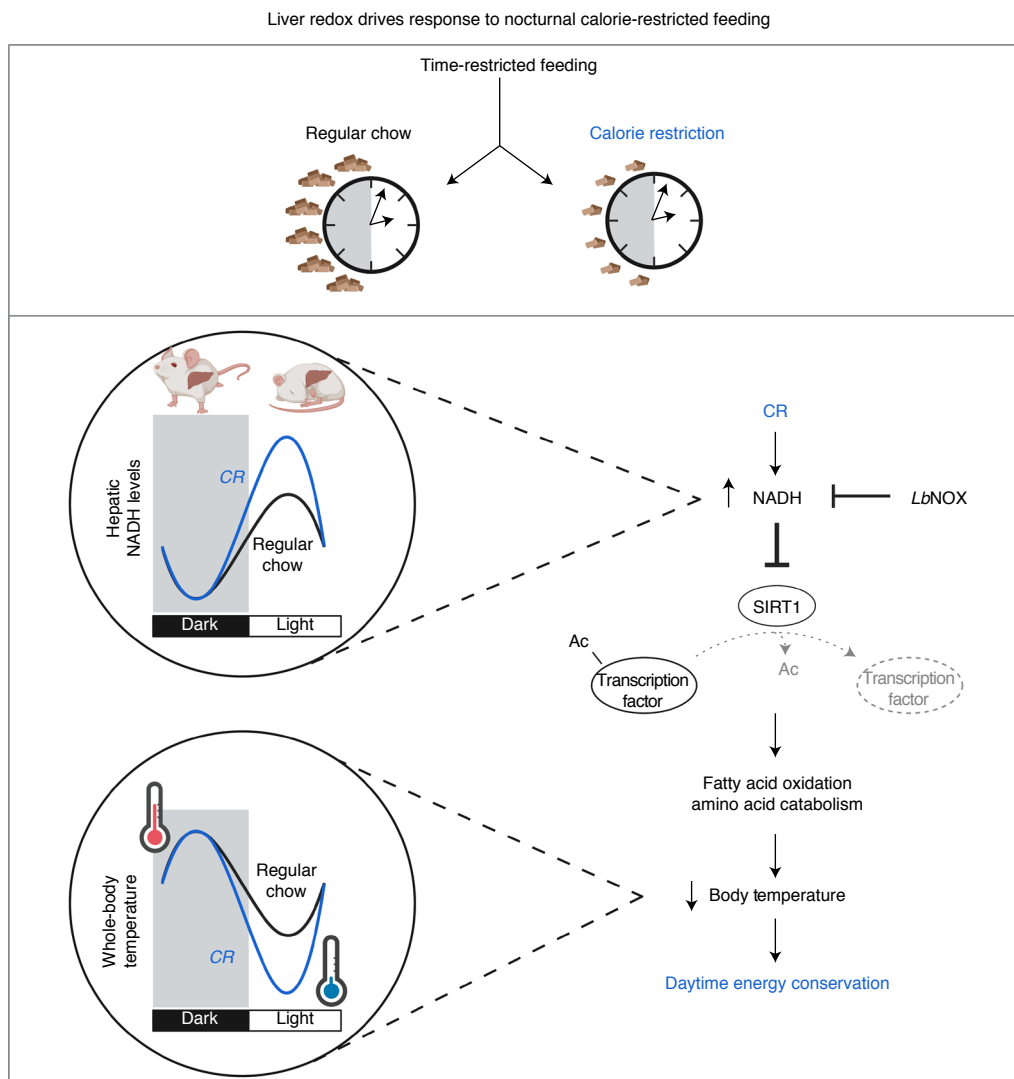 Liver redox drives response to nocturnal calorie-restricted feeding
Time-restricted feeding
Regular chow
Calorie restriction
Hepatic
NADH levels
CR
Regular
chow
Dark
Light
CR
NADH
LbNOX
SIRT1
Ac
Transcription
factor
Ac
Transcription
factor
Fatty acid oxidation
amino acid catabolism
Whole-body
temperature
Regular
chow
CR
Dark
Light
Body temperature
Daytime energy conservation